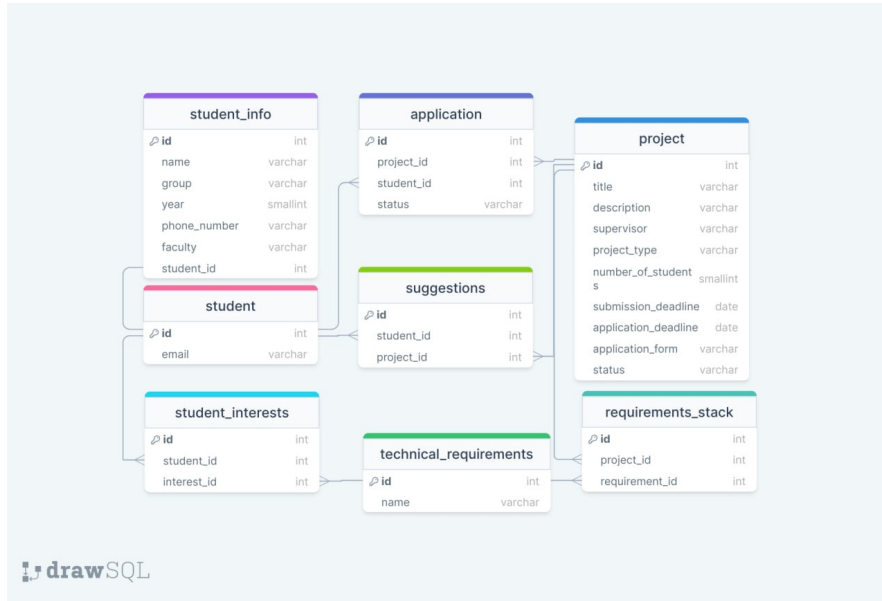 student_info
id int
name varchar
group varchar
year smallint
phone_number varchar
faculty varchar
student_id int
student
id int
email varchar
student_interests
id int
student_id int
interest_id int
application
id int
project_id int
student_id int
status varchar
suggestions
id int
student_id int
project_id int
technical_requirements
id int
name varchar
project
id int
title varchar
description varchar
supervisor varchar
project_type varchar
number_of_student
s smallint
submission_deadline date
application_deadline date
application_form varchar
status varchar
requirements_stack
id int
project_id int
requirement_id int
drawSQL